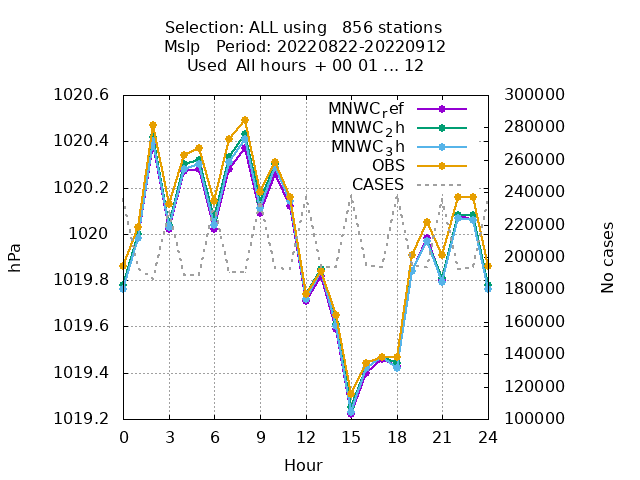 Selection: ALL using   856 stations
Mslp   Period: 20220822-20220912
Used  All hours + 00 01 ... 12
1020.6
1020.4
1020.2
1020
1019.8
1019.6
1019.4
1019.2
hPa
300000
280000
260000
240000
220000
200000
180000
160000
140000
120000
100000
No cases
MNWC_ref
MNWC_2h
MNWC_3h
OBS
CASES
0 3 6 9 12 15 18 21 24
Hour